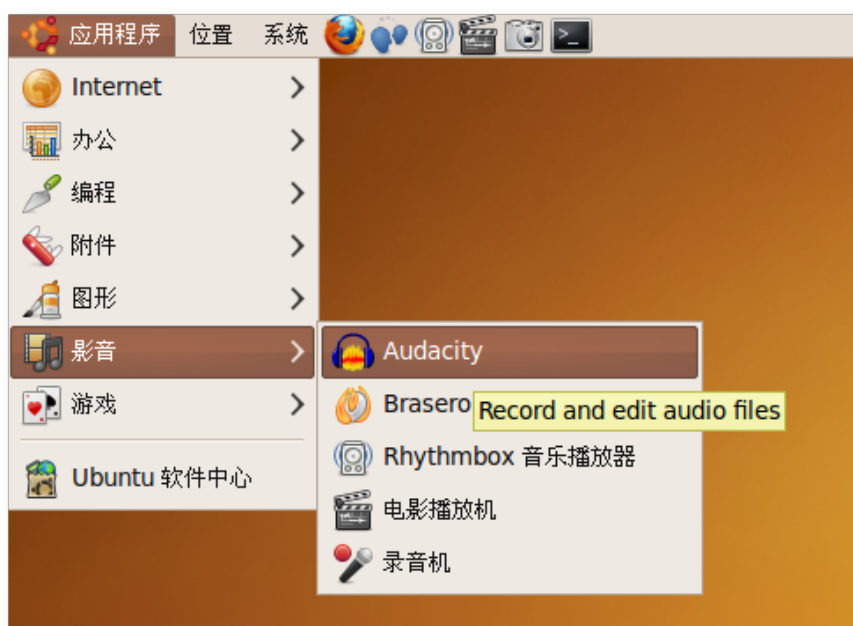 应用程序 位置 系统
Internet
办公
编程
附件
图形
影音
游戏
Ubuntu 软件中心
Audacity
Brasero
Record and edit audio files
Rhythmbox 音乐播放器
电影播放机
录音机